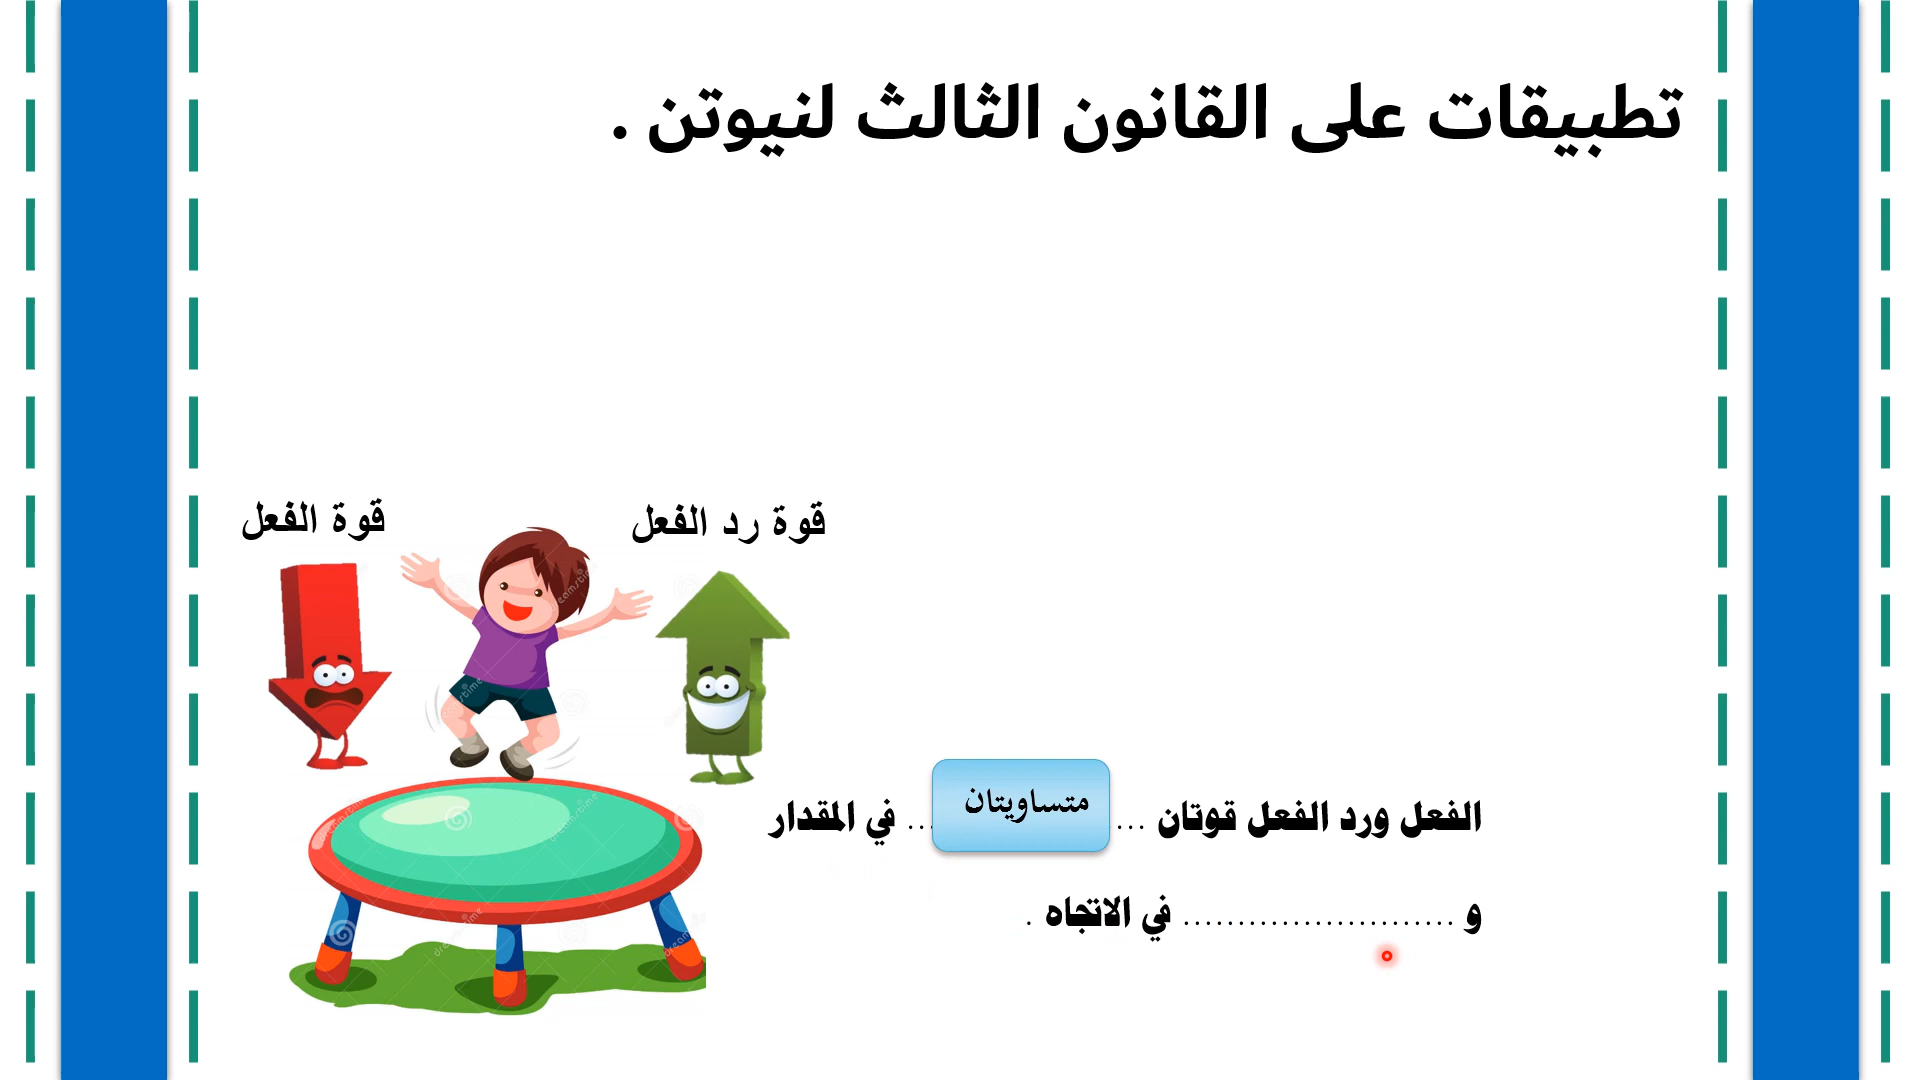 تطبيقات على القانون الثالث لنيوتن .
قوة رد الفعل
قوة الفعل
الفعل ورد الفعل قوتان ... متساويتان ... في المقدار
و ......................... في الاتجاه .